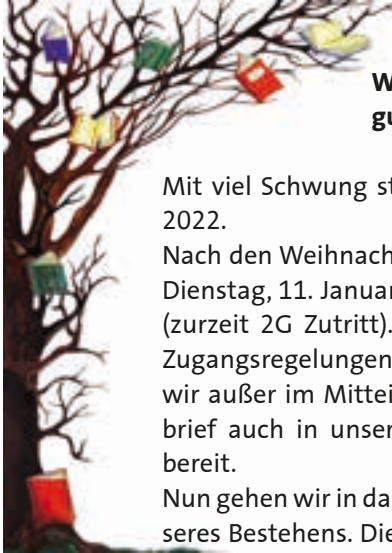 W
gu
Mit viel Schwung st
2022.
Nach den Weihnach
Dienstag, 11. Januar
(zurzeit 2G Zutritt).
Zugangsregelungen
wir außer im Mittei
brief auch in unser
bereit.
Nun gehen wir in da
seres Bestehens. Die